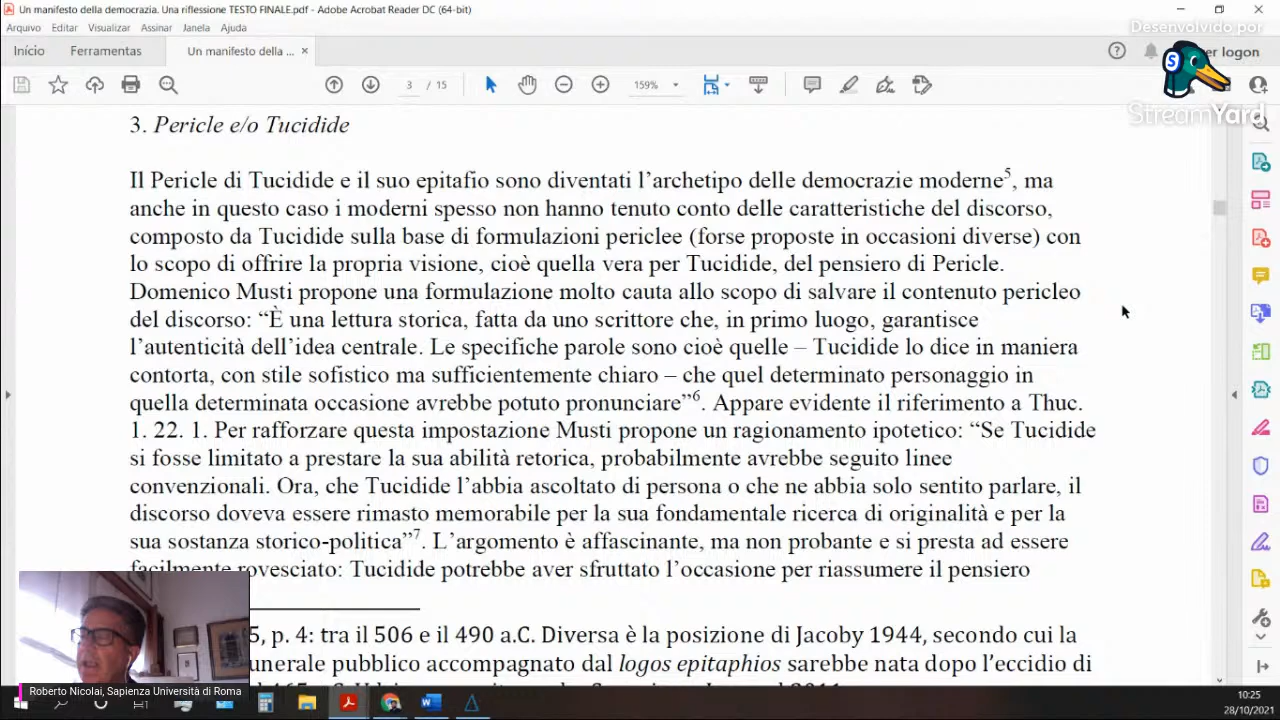 Un manifesto della democrazia. Una riflessione TESTO FINALE.pdf - Adobe Acrobat Reader DC (64-bit)
Desenvolvido por
Arquivo Editar Visualizar Assinar Janela Ajuda
Início Ferramentas Un manifesto della ... × er logon
3 / 15 159%
S
StreamYard
3. Pericle e/o Tucidide
Il Pericle di Tucidide e il suo epitafio sono diventati l’archetipo delle democrazie moderne5, ma
anche in questo caso i moderni spesso non hanno tenuto conto delle caratteristiche del discorso,
composto da Tucidide sulla base di formulazioni periclee (forse proposte in occasioni diverse) con
lo scopo di offrire la propria visione, cioè quella vera per Tucidide, del pensiero di Pericle.
Domenico Musti propone una formulazione molto cauta allo scopo di salvare il contenuto pericleo
del discorso: “È una lettura storica, fatta da uno scrittore che, in primo luogo, garantisce
l’autenticità dell’idea centrale. Le specifiche parole sono cioè quelle – Tucidide lo dice in maniera
contorta, con stile sofistico ma sufficientemente chiaro – che quel determinato personaggio in
quella determinata occasione avrebbe potuto pronunciare”6. Appare evidente il riferimento a Thuc.
1. 22. 1. Per rafforzare questa impostazione Musti propone un ragionamento ipotetico: “Se Tucidide
si fosse limitato a prestare la sua abilità retorica, probabilmente avrebbe seguito linee
convenzionali. Ora, che Tucidide l’abbia ascoltato di persona o che ne abbia solo sentito parlare, il
discorso doveva essere rimasto memorabile per la sua fondamentale ricerca di originalità e per la
sua sostanza storico-politica”7. L’argomento è affascinante, ma non probante e si presta ad essere
facilmente rovesciato: Tucidide potrebbe aver sfruttato l’occasione per riassumere il pensiero
5, p. 4: tra il 506 e il 490 a.C. Diversa è la posizione di Jacoby 1944, secondo cui la
unerale pubblico accompagnato dal logos epitaphios sarebbe nata dopo l’eccidio di
Roberto Nicolai, Sapienza Università di Roma
10:25
28/10/2021